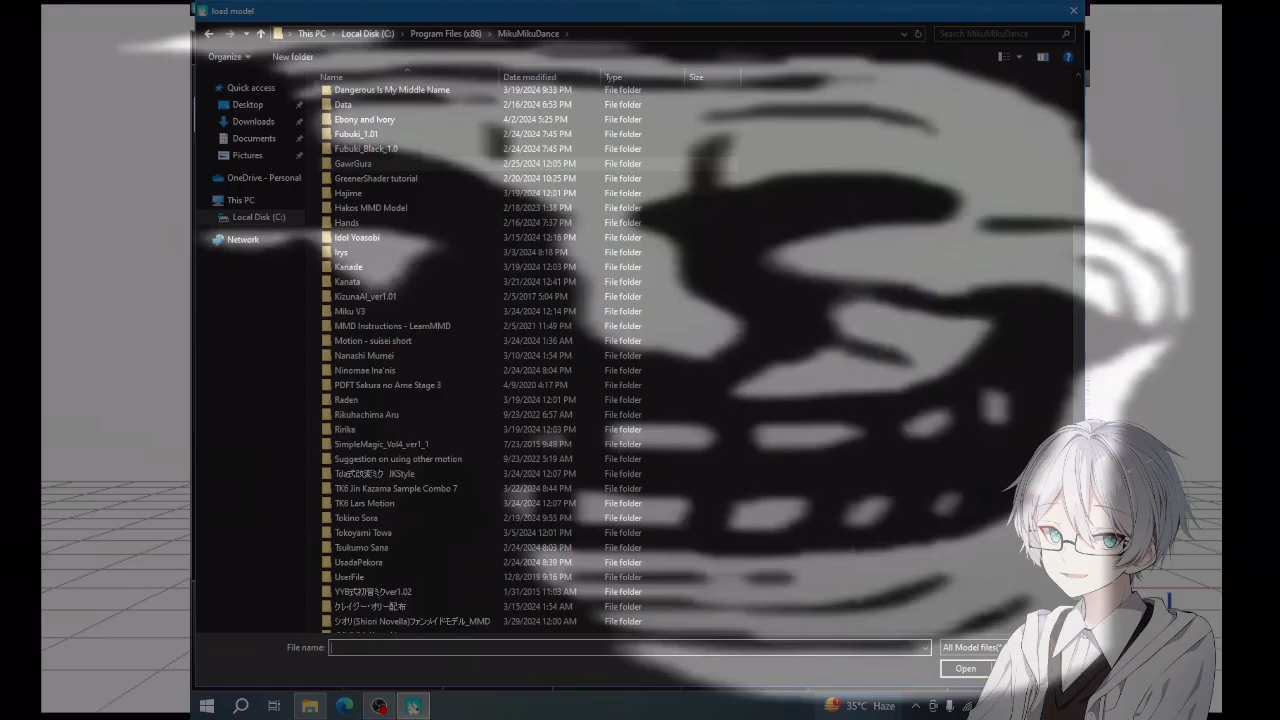 load model
This PC > Local Disk (C:) > Program Files (x86) > MikuMikuDance >
Search MikuMikuDance
Organize
New folder
Name Date modified Type Size
Quick access
Desktop
Downloads
Documents
Pictures
OneDrive - Personal
This PC
Local Disk (C:)
Network
Dangerous Is My Middle Name 3/19/2024 9:33 PM File folder
Data 2/16/2024 6:53 PM File folder
Ebony and Ivory 4/2/2024 5:25 PM File folder
Fubuki_1.01 2/24/2024 7:45 PM File folder
Fubuki_Black_1.0 2/24/2024 7:45 PM File folder
GawrGura 2/25/2024 12:05 PM File folder
GreenerShader tutorial 2/20/2024 10:25 PM File folder
Hajime 3/19/2024 12:01 PM File folder
Hakos MMD Model 2/18/2023 1:38 PM File folder
Hands 2/16/2024 7:37 PM File folder
Idol Yoasobi 3/15/2024 12:16 PM File folder
Irys 3/3/2024 8:18 PM File folder
Kanade 3/19/2024 12:03 PM File folder
Kanata 3/21/2024 12:41 PM File folder
KizunaAI_ver1.01 2/5/2017 5:04 PM File folder
Miku V3 3/24/2024 12:14 PM File folder
MMD Instructions - LearnMMD 2/5/2021 11:49 PM File folder
Motion - suisei short 3/24/2024 1:36 AM File folder
Nanashi Mumei 3/10/2024 1:54 PM File folder
Ninomae Ina'nis 2/24/2024 8:04 PM File folder
PDFT Sakura no Ame Stage 3 4/9/2020 4:17 PM File folder
Raden 3/19/2024 12:01 PM File folder
Rikuhachima Aru 9/23/2022 6:57 AM File folder
Ririka 3/19/2024 12:03 PM File folder
SimpleMagic_Vol4_ver1_1 7/23/2015 9:49 PM File folder
Suggestion on using other motion 9/23/2022 5:19 AM File folder
Tda式改変ミク JKStyle 3/24/2024 12:07 PM File folder
TK6 Jin Kazama Sample Combo 7 3/22/2024 8:44 PM File folder
TK6 Lars Motion 3/24/2024 12:07 PM File folder
Tokino Sora 2/19/2024 9:55 PM File folder
Tokoyami Towa 3/5/2024 12:01 PM File folder
Tsukumo Sana 2/24/2024 8:03 PM File folder
UsadaPekora 2/24/2024 8:39 PM File folder
UserFile 12/8/2019 9:16 PM File folder
YYB式初音ミクver1.02 1/31/2015 11:03 AM File folder
クレイジー・オリー配布 3/15/2024 1:54 AM File folder
シオリ(Shiori Novella)ファンメイドモデル_MMD 3/29/2024 12:00 AM File folder
File name:
All Model files(*
Open
35°C Haze